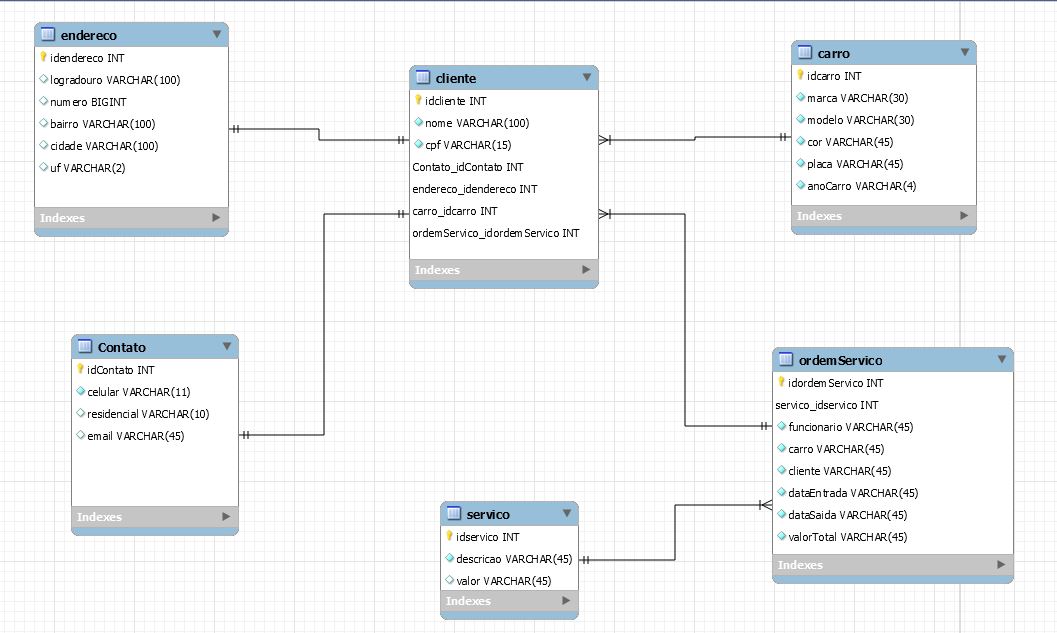 endereco
idendereco INT
logradouro VARCHAR(100)
numero BIGINT
bairro VARCHAR(100)
cidade VARCHAR(100)
uf VARCHAR(2)
Indexes
cliente
idcliente INT
nome VARCHAR(100)
cpf VARCHAR(15)
Contato_idContato INT
endereco_idendereco INT
carro_idcarro INT
ordemServico_idordemServico INT
Indexes
carro
idcarro INT
marca VARCHAR(30)
modelo VARCHAR(30)
cor VARCHAR(45)
placa VARCHAR(45)
anoCarro VARCHAR(4)
Indexes
Contato
idContato INT
celular VARCHAR(11)
residencial VARCHAR(10)
email VARCHAR(45)
Indexes
servico
idservico INT
descricao VARCHAR(45)
valor VARCHAR(45)
Indexes
ordemServico
idordemServico INT
servico_idservico INT
funcionario VARCHAR(45)
carro VARCHAR(45)
cliente VARCHAR(45)
dataEntrada VARCHAR(45)
dataSaida VARCHAR(45)
valorTotal VARCHAR(45)
Indexes